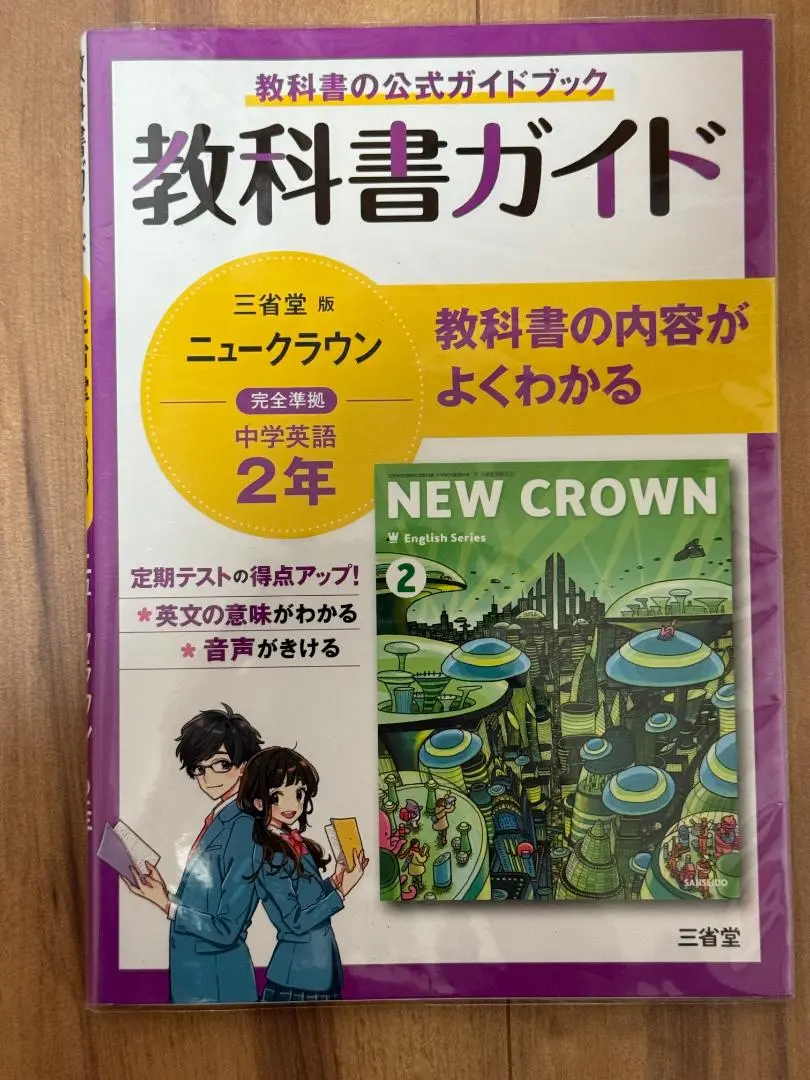 教科書の公式ガイドブック
教科書ガイド
三省堂 版
ニュークラウン
完全準拠
中学英語
2年
教科書の内容が
よくわかる
NEW CROWN
English Series
2
定期テストの得点アップ!
*英文の意味がわかる
*音声がきける
SANSEIDO
三省堂